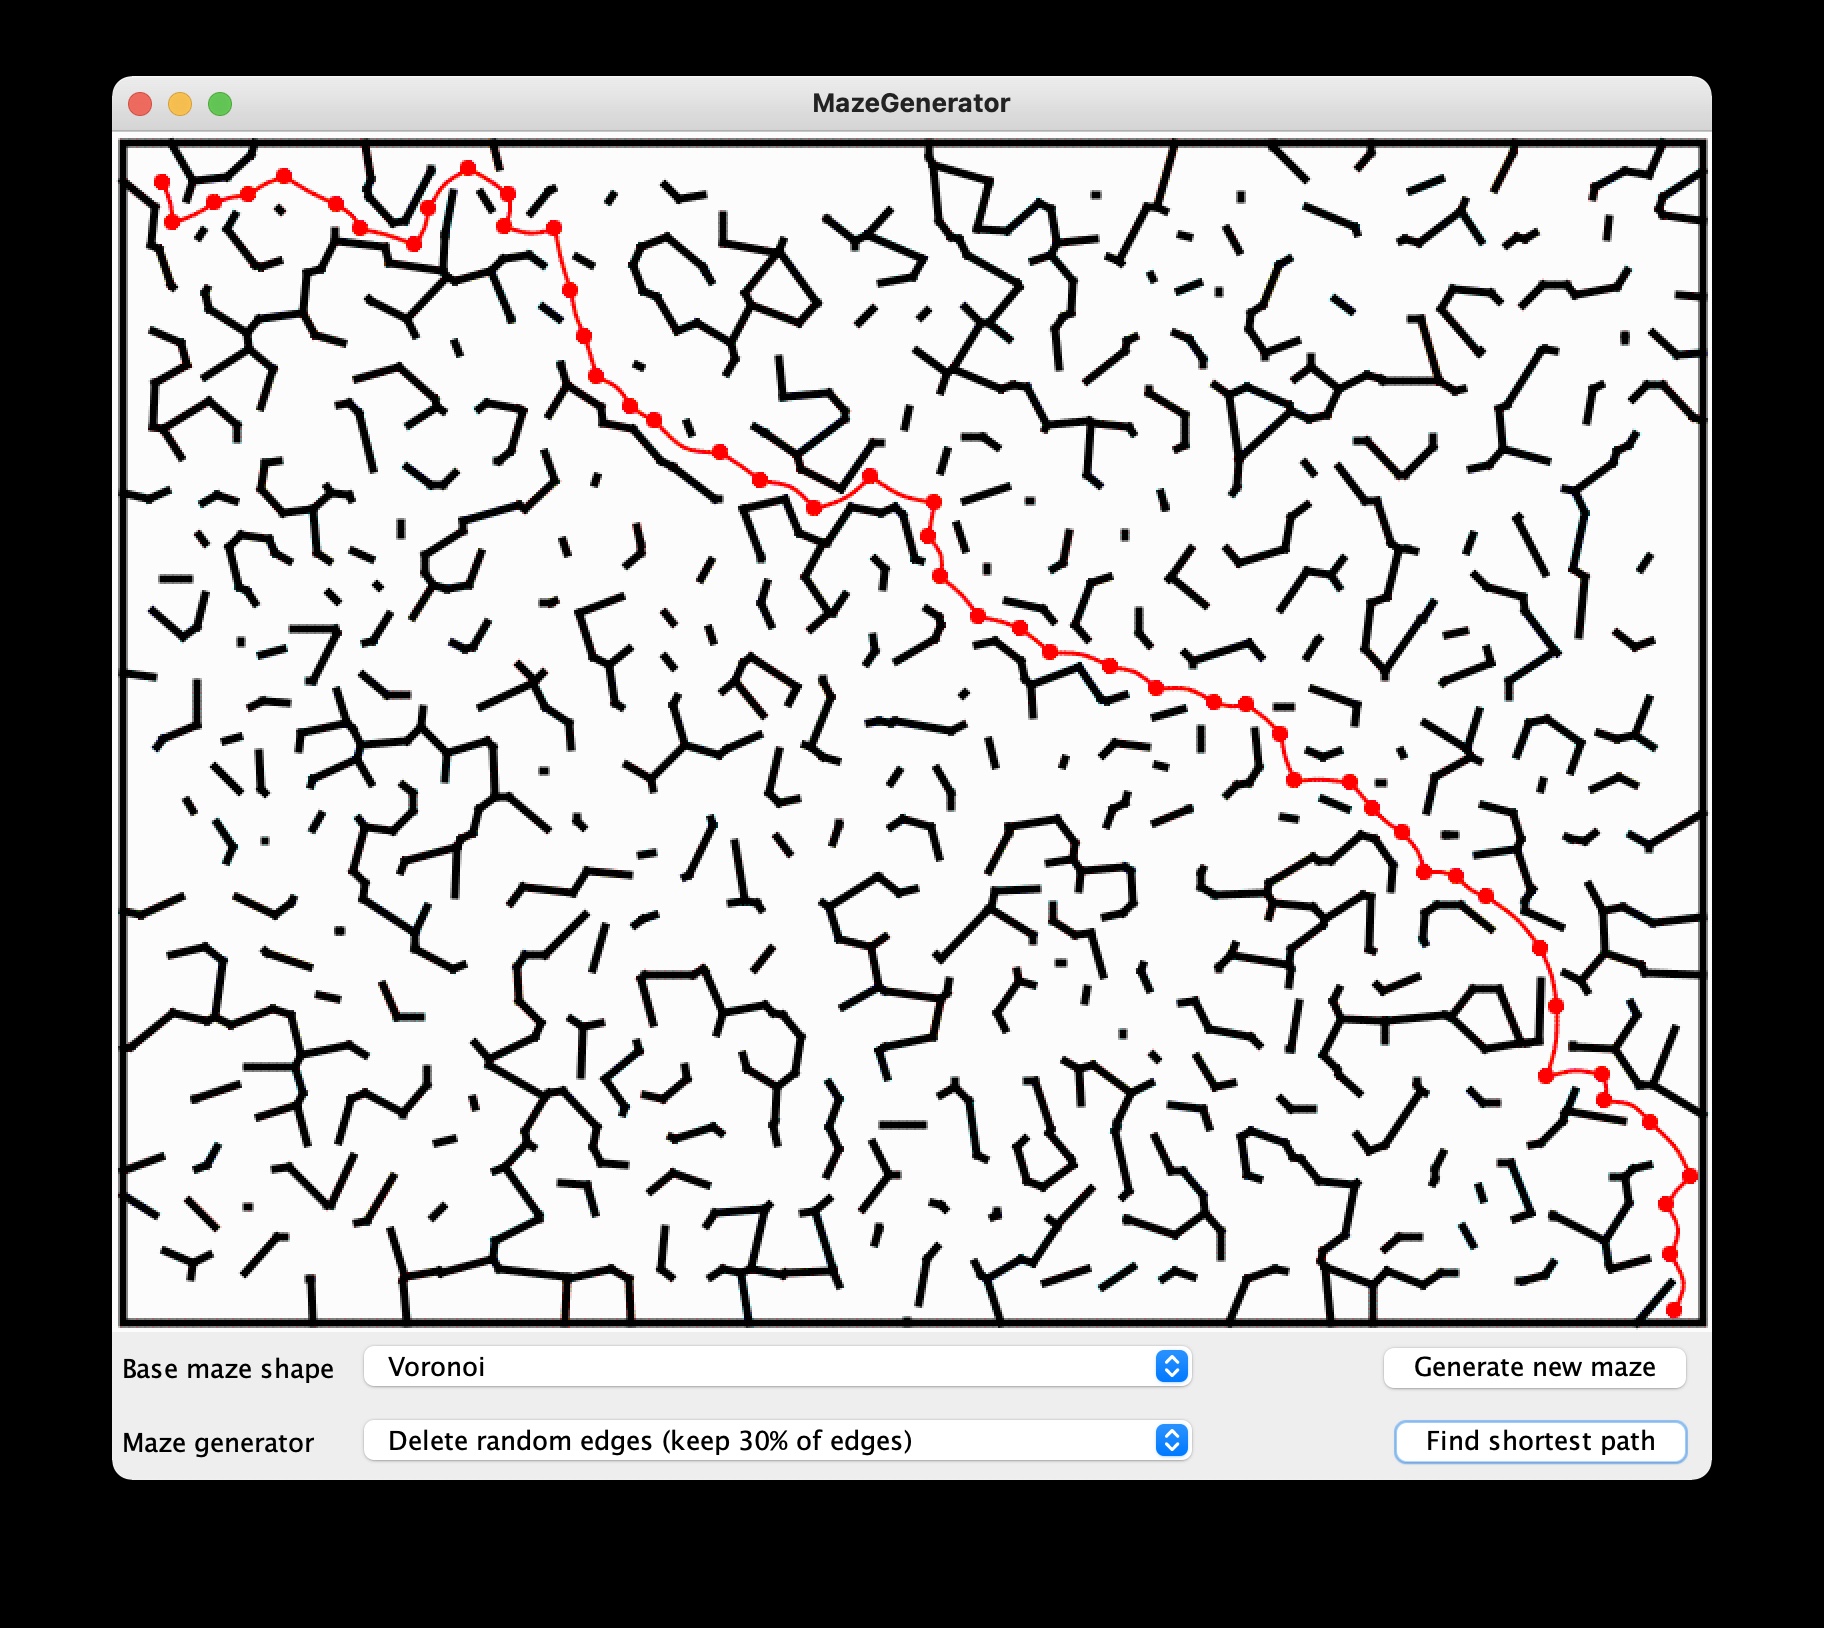 MazeGenerator
Base maze shape Voronoi Generate new maze
Maze generator Delete random edges (keep 30% of edges) Find shortest path